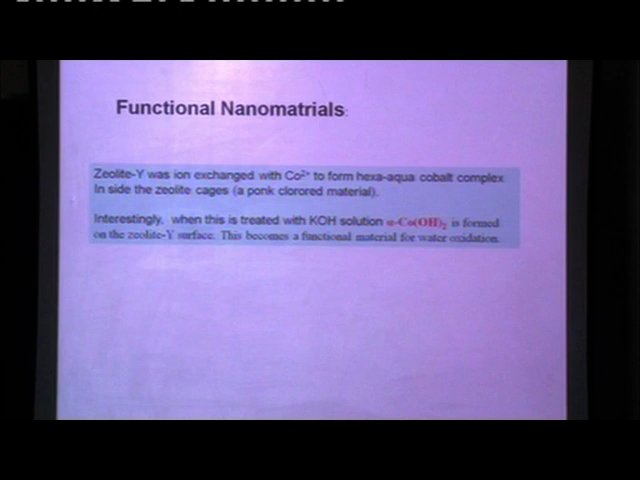 Functional Nanomatrials:
Zeolite-Y was ion exchanged with Co²⁺ to form hexa-aqua cobalt complex
In side the zeolite cages (a ponk clorored material).
Interestingly, when this is treated with KOH solution α-Co(OH)₂ is formed
on the zeolite-Y surface. This becomes a functional material for water oxidation.